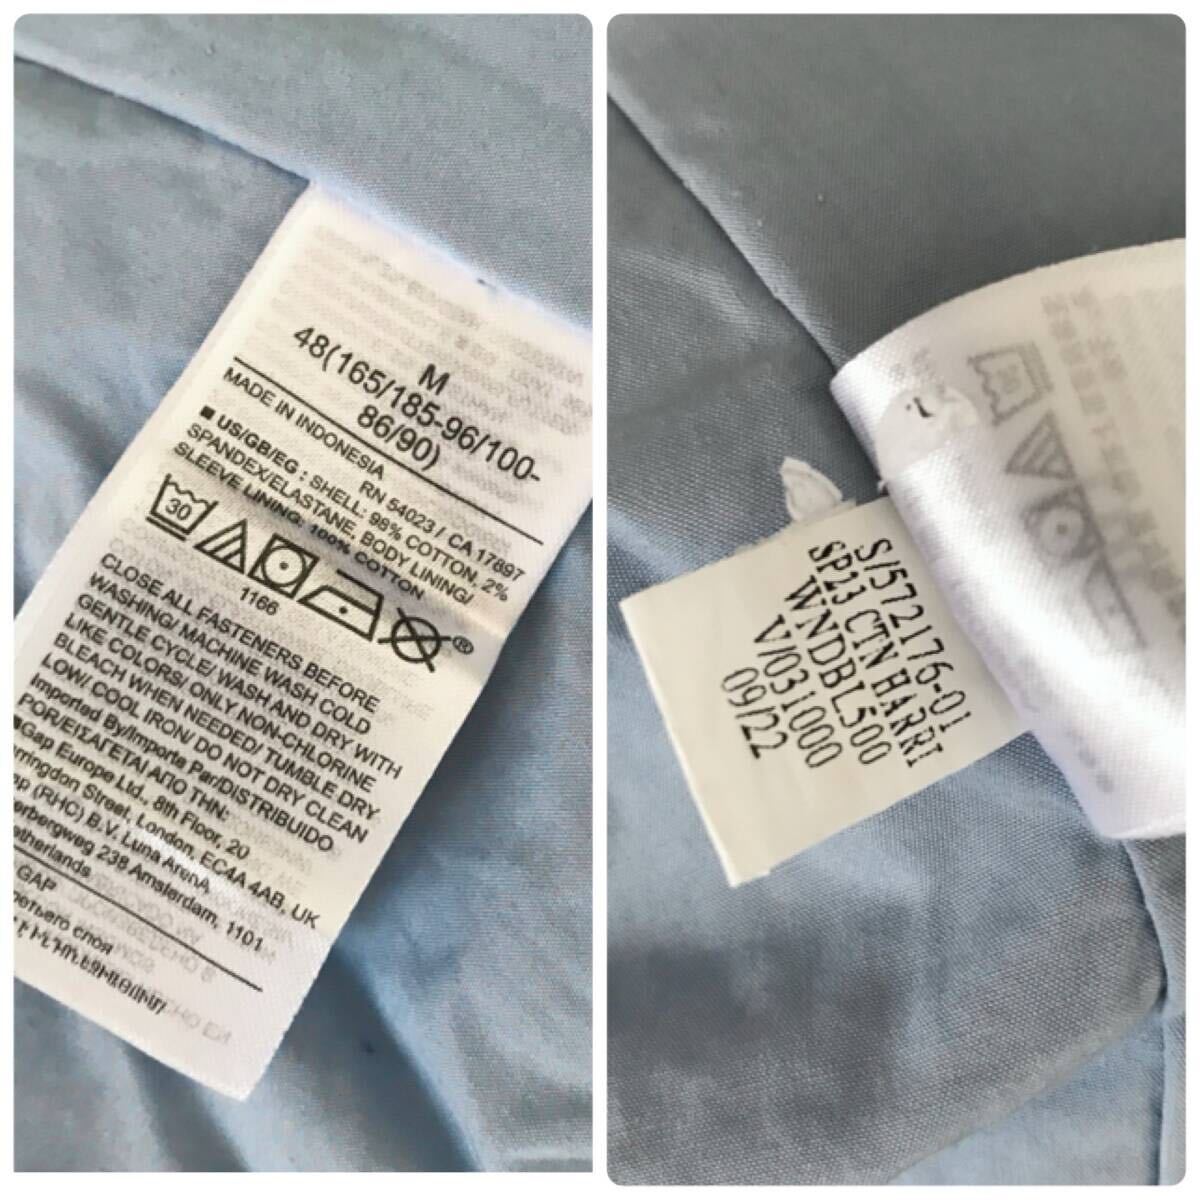 M
48(165/185-96/100-
86/90)
MADE IN INDONESIA
RN 54023 / CA 17897
■ US/GB/EG : SHELL: 98% COTTON, 2%
SPANDEX/ELASTANE, BODY LINING/
SLEEVE LINING: 100% COTTON
30
®
1166
CLOSE ALL FASTENERS BEFORE
WASHING/ MACHINE WASH COLD
GENTLE CYCLE/ WASH AND DRY WITH
LIKE COLORS/ ONLY NON-CHLORINE
BLEACH WHEN NEEDED/ TUMBLE DRY
LOW/ COOL IRON/ DO NOT DRY CLEAN
Imported By/Importe Par/DISTRIBUIDO
POR/ΕΙΣΑΓΕΤΑΙ ΑΠΟ ΤΗΝ:
Gap Europe Ltd., 8th Floor, 20
Street, London, EC4A 4AB, UK
(RHC) B.V. Luna ArenA
238 Amsterdam, 1101
GAP
слоя
S/572176-01
SP23 CTN HARRI
WNDBL500
V/031000
09/22